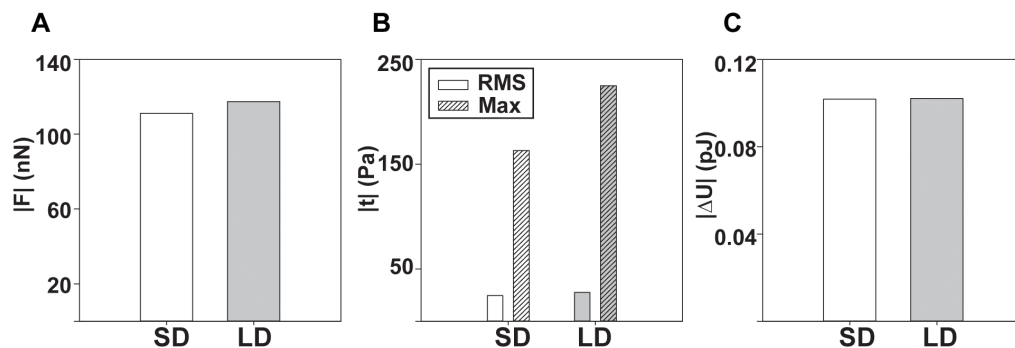 A
|F| (nN)
140
100
60
20
SD LD
B
|t| (Pa)
250
150
50
RMS
Max
SD LD
C
|ΔU| (pJ)
0.12
0.08
0.04
SD LD